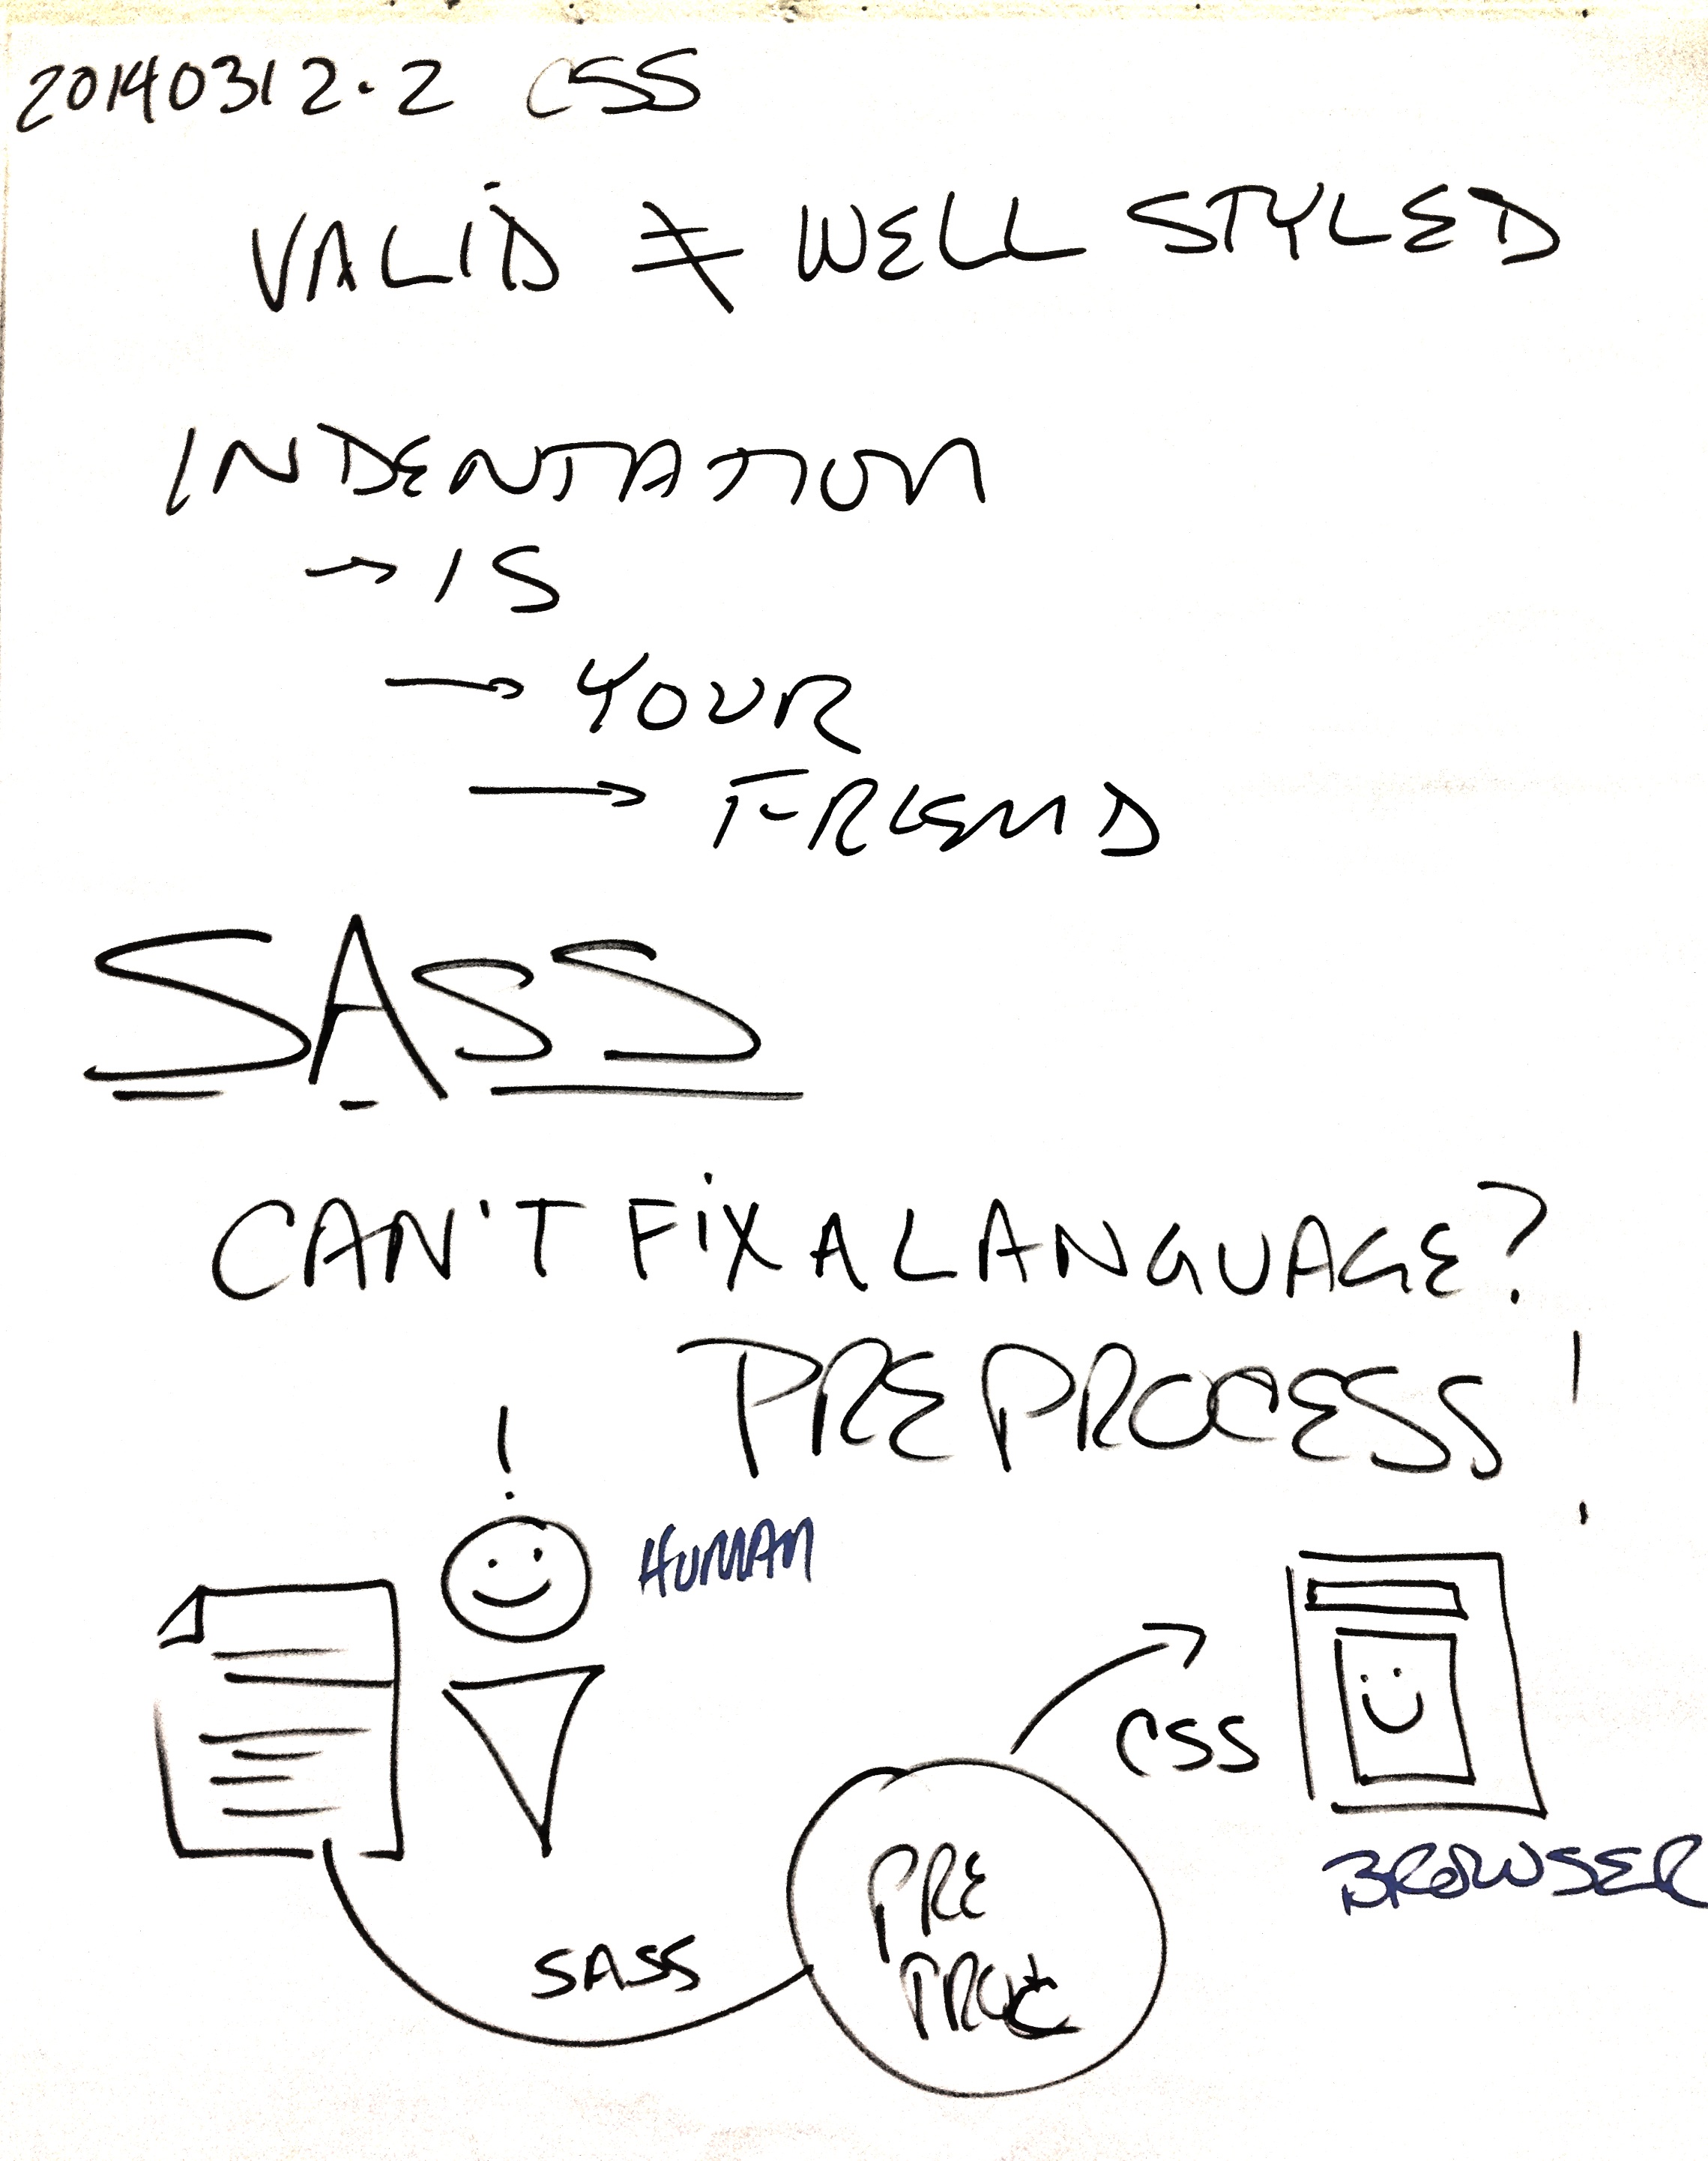 20140312.2 CSS
VALID ≠ WELL STYLED
INDENTATION
→ IS
→ YOUR
→ FRIEND
SASS
CAN'T FIX A LANGUAGE?
PREPROCESS!
!
HUMAN
CSS
BROWSER
PRE
PROC
SASS